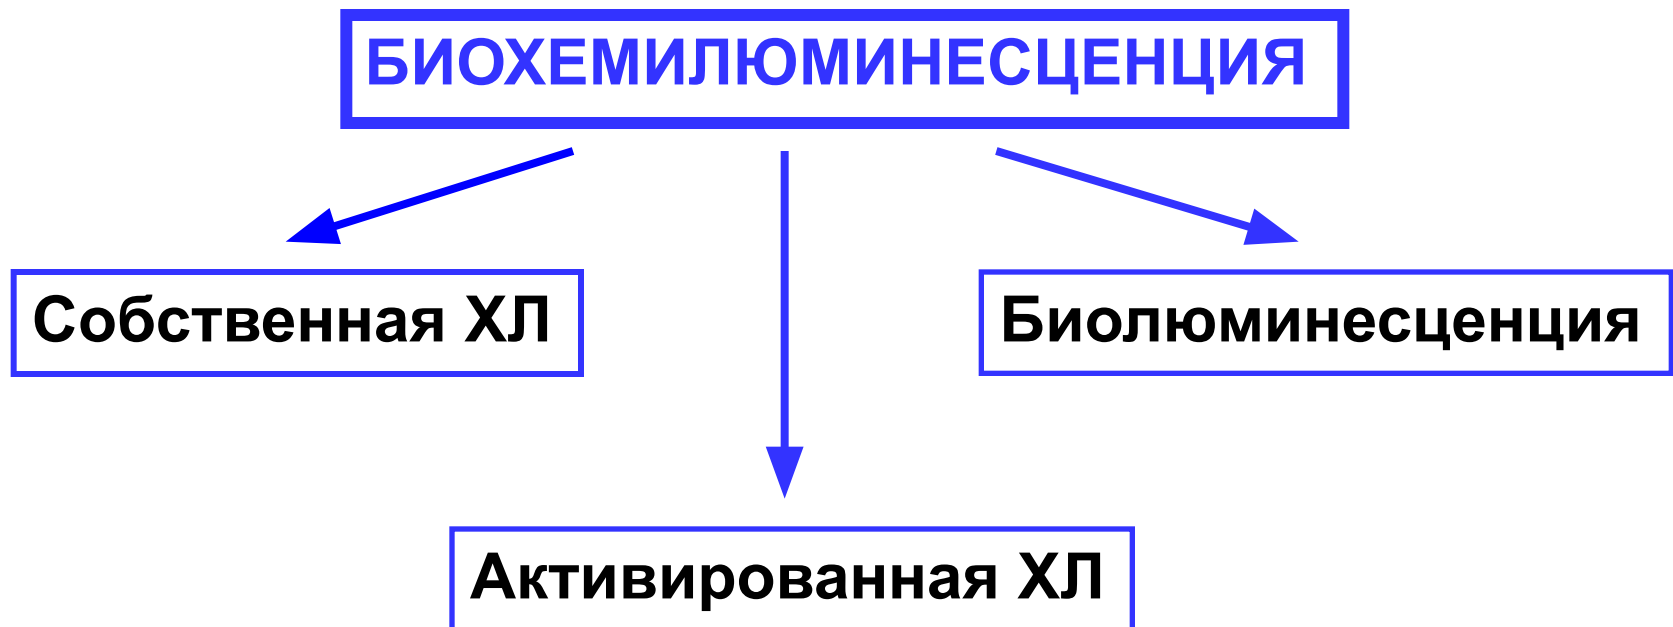 БИОХЕМИЛЮМИНЕСЦЕНЦИЯ
Собственная ХЛ
Биолюминесценция
Активированная ХЛ